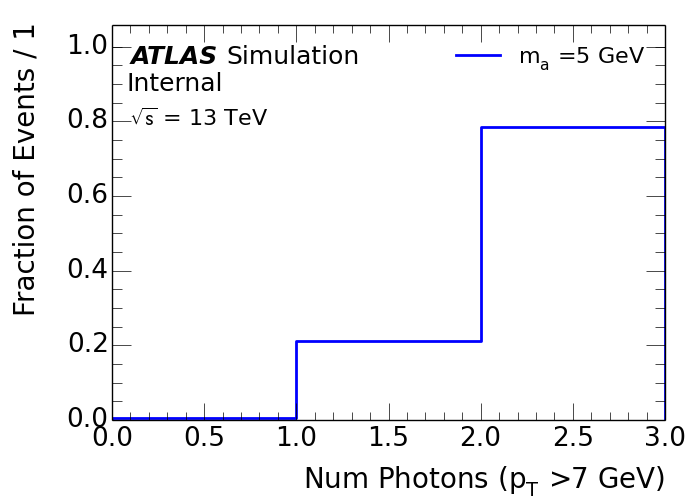 Fraction of Events / 1
1.0
0.8
0.6
0.4
0.2
0.0
ATLAS Simulation
Internal
√s = 13 TeV
m_a =5 GeV
0.0 0.5 1.0 1.5 2.0 2.5 3.0
Num Photons (p_T >7 GeV)